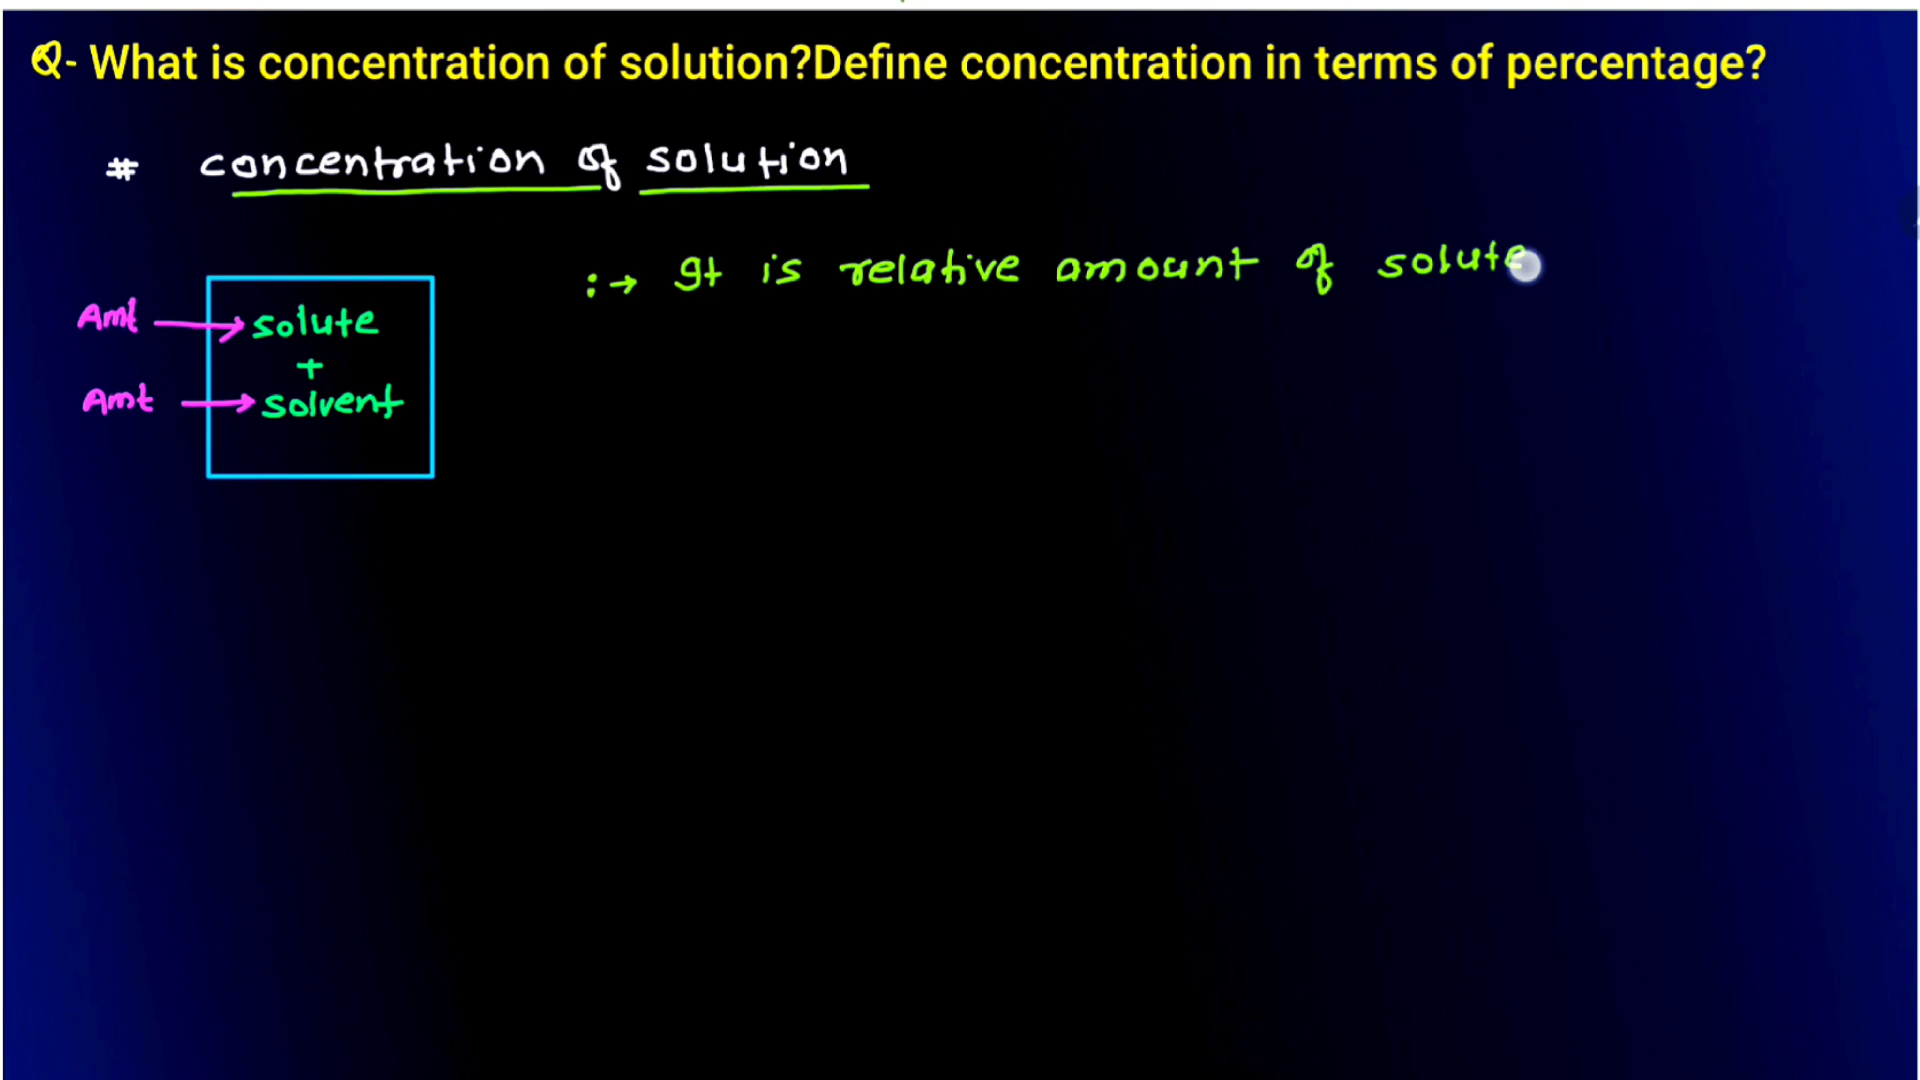 Q- What is concentration of solution?Define concentration in terms of percentage?
# concentration of solution
:→ It is relative amount of solute
Amt → solute
+
Amt → solvent